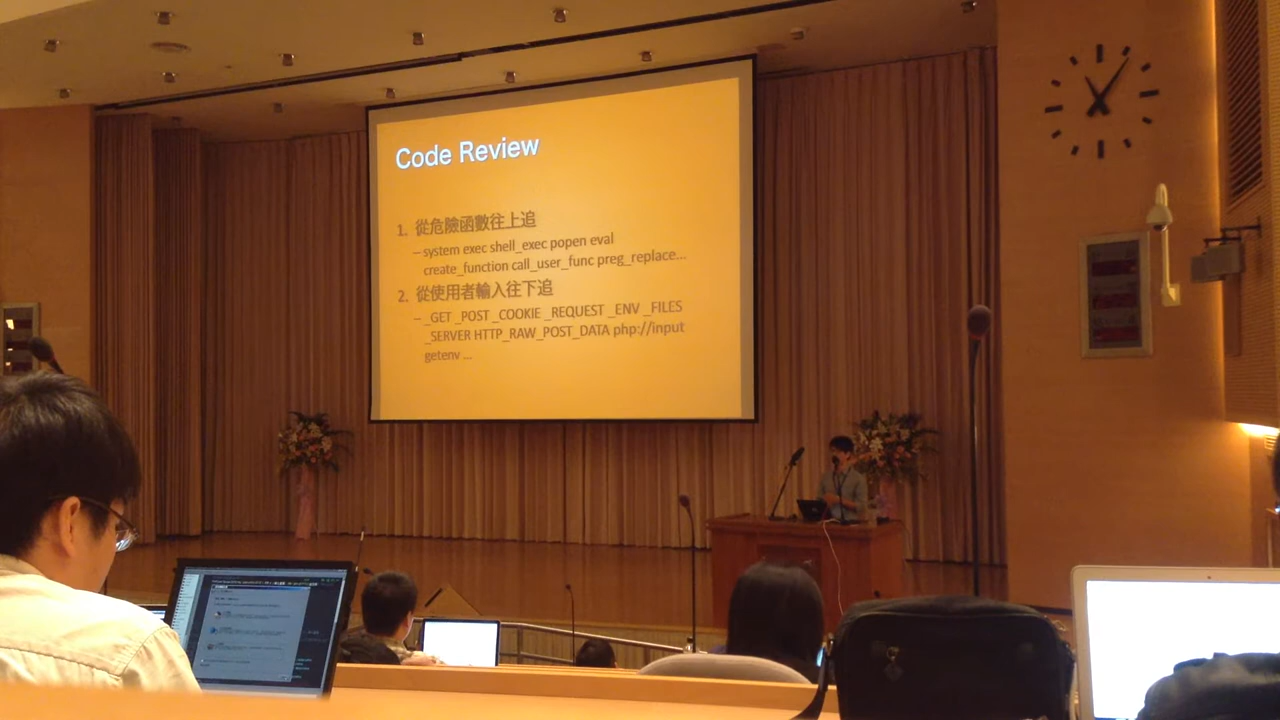 Code Review
1. 從危險函數往上追
– system exec shell_exec popen eval
create_function call_user_func preg_replace...
2. 從使用者輸入往下追
– _GET _POST _COOKIE _REQUEST _ENV _FILES
_SERVER HTTP_RAW_POST_DATA php://input
getenv ...